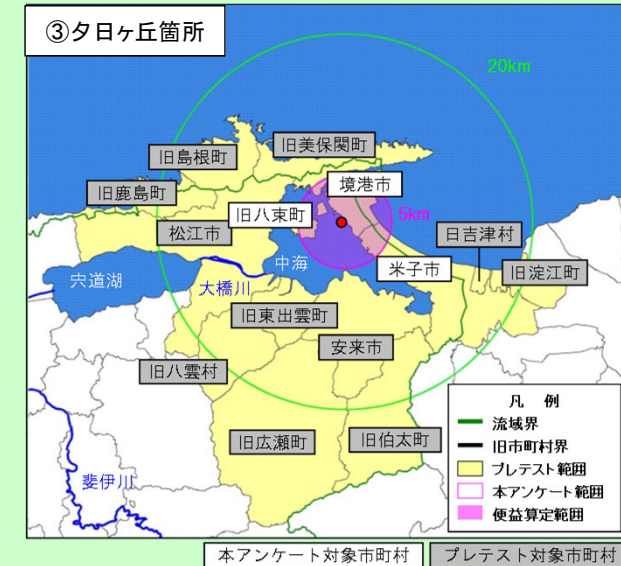 ③夕日ヶ丘箇所
20km
旧美保関町
旧島根町
境港市
旧鹿島町
5km
旧八束町
松江市
日吉津村
中海
米子市
宍道湖
大橋川
旧淀江町
旧東出雲町
安来市
旧八雲村
旧広瀬町
旧伯太町
斐伊川
凡 例
流域界
旧市町村界
プレテスト範囲
本アンケート範囲
便益算定範囲
本アンケート対象市町村
プレテスト対象市町村